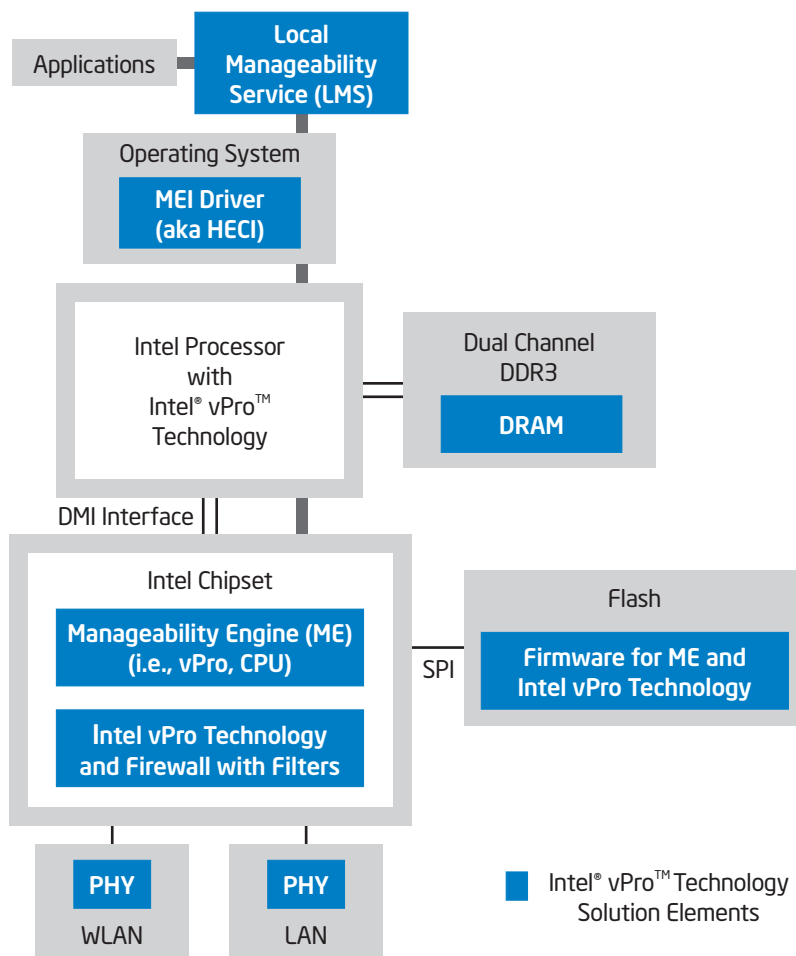 Applications
Local
Manageability
Service (LMS)
Operating System
MEI Driver
(aka HECI)
Intel Processor
with
Intel® vPro™
Technology
Dual Channel
DDR3
DRAM
DMI Interface
Intel Chipset
Manageability Engine (ME)
(i.e., vPro, CPU)
Intel vPro Technology
and Firewall with Filters
SPI
Flash
Firmware for ME and
Intel vPro Technology
PHY
WLAN
PHY
LAN
Intel® vPro™ Technology
Solution Elements